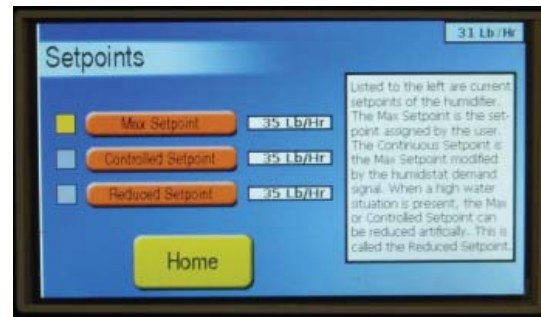 31 Lb/Hr
Setpoints
Max Setpoint 35 Lb/Hr
Controlled Setpoint 35 Lb/Hr
Reduced Setpoint 35 Lb/Hr
Home
Listed to the left are current
setpoints of the humidifier.
The Max Setpoint is the set-
point assigned by the user.
The Continuous Setpoint is
the Max Setpoint modified
by the humidistat demand
signal. When a high water
situation is present, the Max
or Controlled Setpoint can
be reduced artificially. This is
called the Reduced Setpoint.